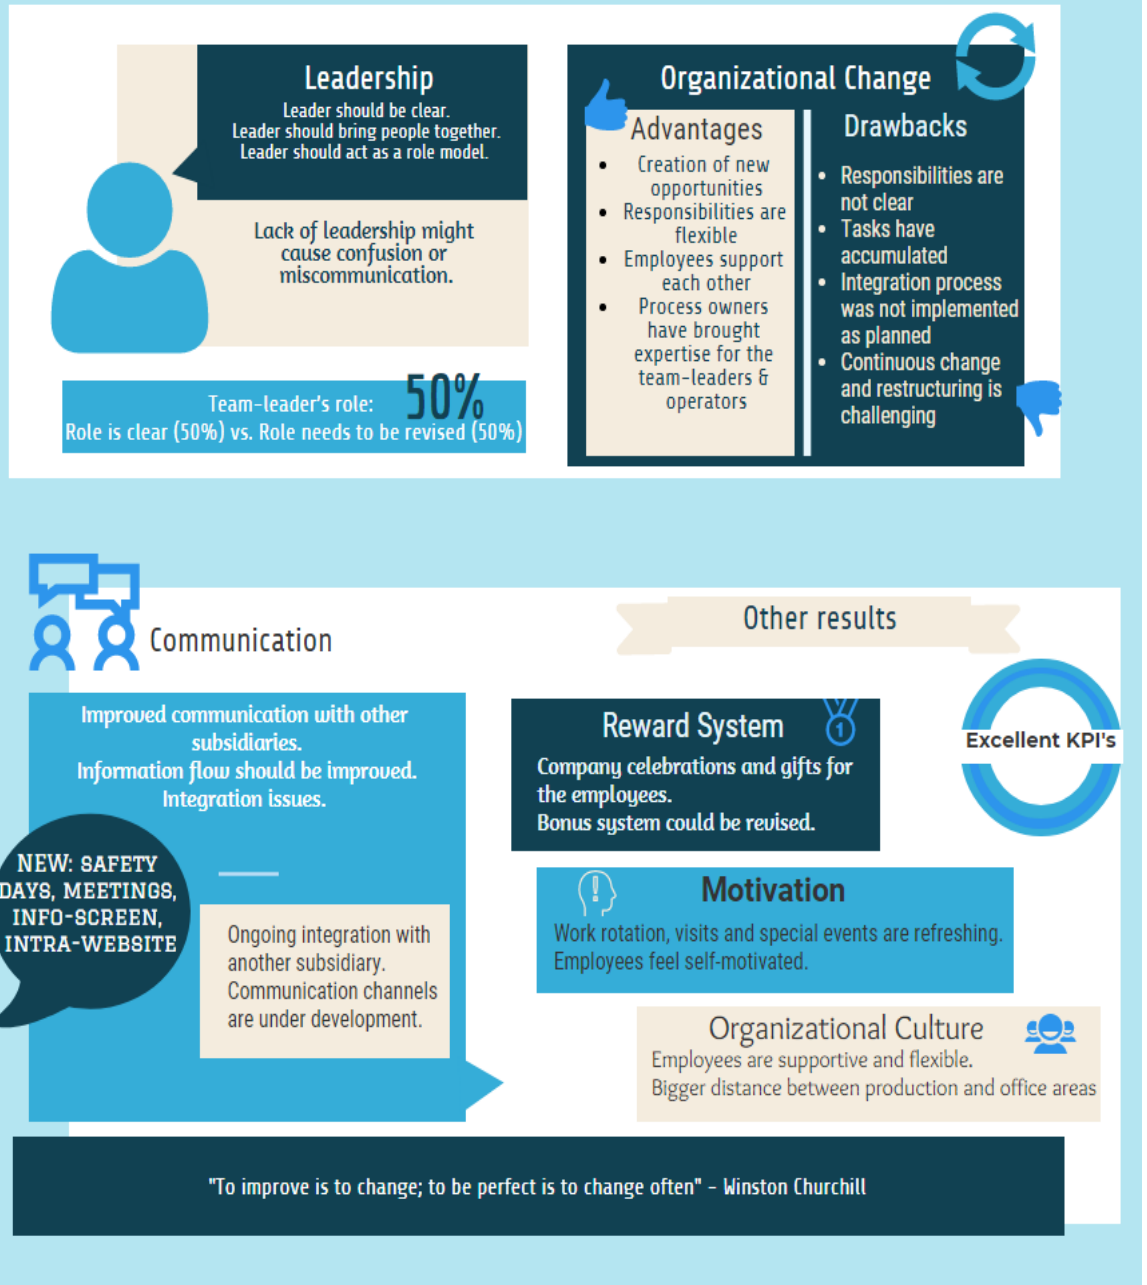 Leadership
Leader should be clear.
Leader should bring people together.
Leader should act as a role model.
Lack of leadership might
cause confusion or
miscommunication.
Team-leader's role: 50%
Role is clear (50%) vs. Role needs to be revised (50%)
Organizational Change
Advantages
• Creation of new
opportunities
• Responsibilities are
flexible
• Employees support
each other
• Process owners
have brought
expertise for the
team-leaders &
operators
Drawbacks
• Responsibilities are
not clear
• Tasks have
accumulated
• Integration process
was not implemented
as planned
• Continuous change
and restructuring is
challenging
Communication
Improved communication with other
subsidiaries.
Information flow should be improved.
Integration issues.
NEW: SAFETY
DAYS, MEETINGS,
INFO-SCREEN,
INTRA-WEBSITE
Ongoing integration with
another subsidiary.
Communication channels
are under development.
Other results
Reward System
1
Company celebrations and gifts for
the employees.
Bonus system could be revised.
Excellent KPI's
!
Motivation
Work rotation, visits and special events are refreshing.
Employees feel self-motivated.
Organizational Culture
Employees are supportive and flexible.
Bigger distance between production and office areas
"To improve is to change; to be perfect is to change often" - Winston Churchill